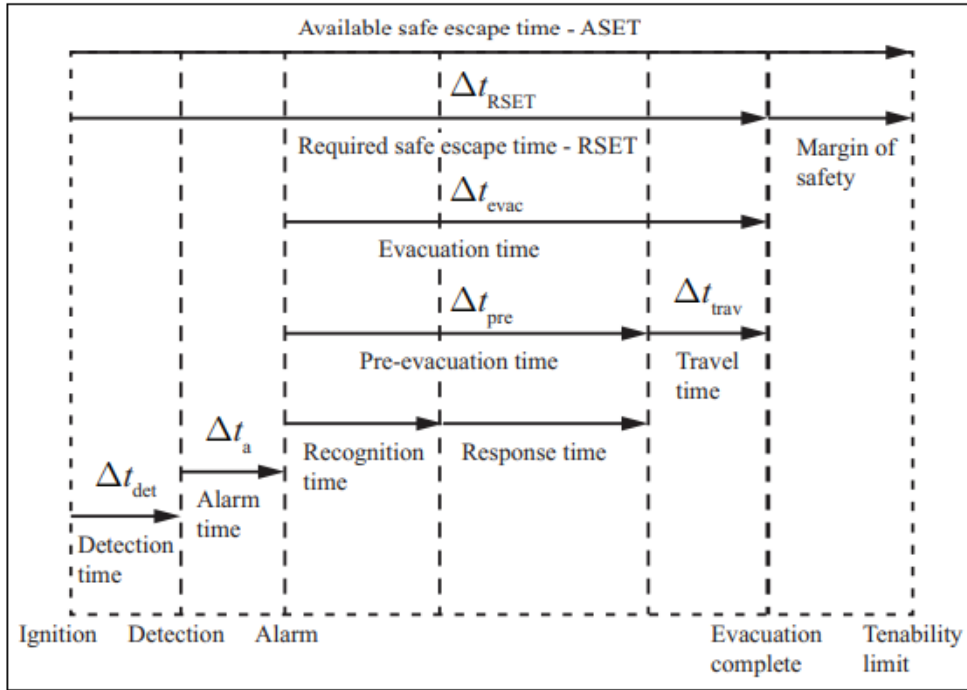 Available safe escape time - ASET
Δt_RSET
Required safe escape time - RSET
Margin of
safety
Δt_evac
Evacuation time
Δt_pre
Δt_trav
Pre-evacuation time
Travel
time
Δt_a
Recognition
time
Response time
Δt_det
Alarm
time
Detection
time
Ignition
Detection
Alarm
Evacuation
complete
Tenability
limit